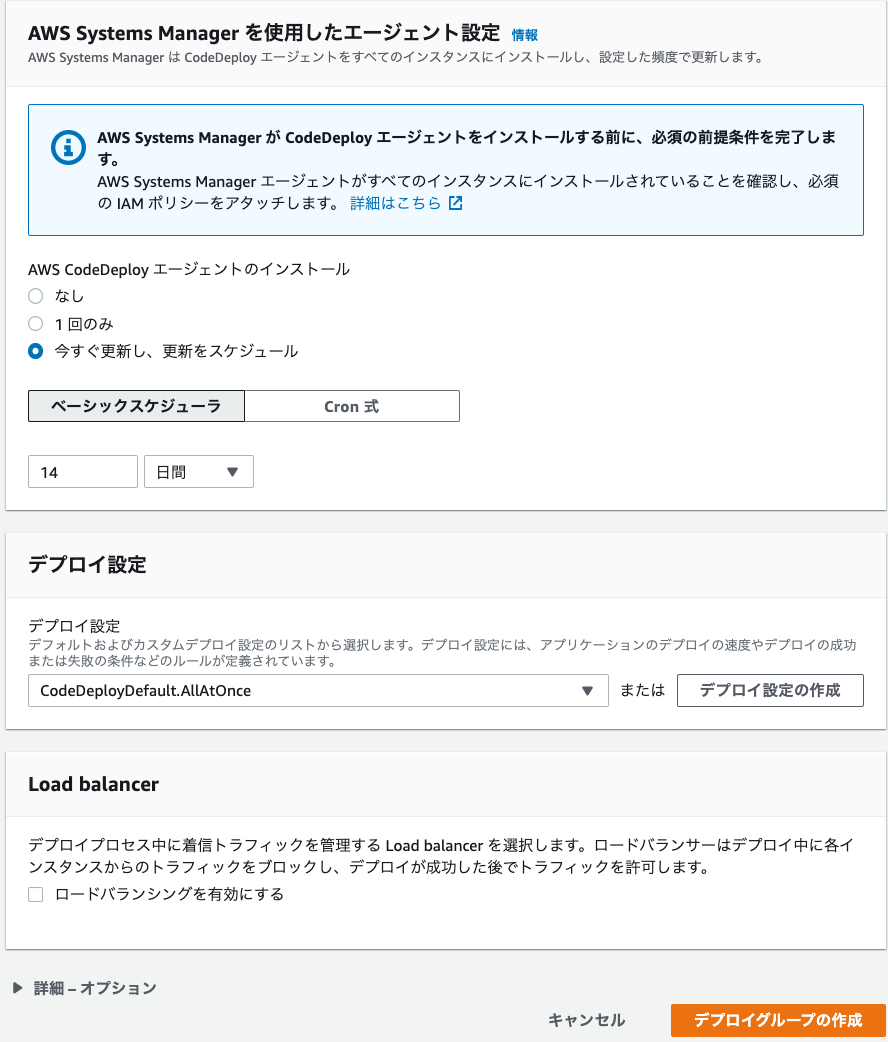 AWS Systems Manager を使用したエージェント設定 情報
AWS Systems Manager は CodeDeploy エージェントをすべてのインスタンスにインストールし、設定した頻度で更新します。
AWS Systems Manager が CodeDeploy エージェントをインストールする前に、必須の前提条件を完了しま
す。
AWS Systems Manager エージェントがすべてのインスタンスにインストールされていることを確認し、必須
の IAM ポリシーをアタッチします。 詳細はこちら
AWS CodeDeploy エージェントのインストール
なし
1 回のみ
今すぐ更新し、更新をスケジュール
ベーシックスケジューラ Cron 式
14 日間
デプロイ設定
デプロイ設定
デフォルトおよびカスタムデプロイ設定のリストから選択します。デプロイ設定には、アプリケーションのデプロイの速度やデプロイの成功
または失敗の条件などのルールが定義されています。
CodeDeployDefault.AllAtOnce または デプロイ設定の作成
Load balancer
デプロイプロセス中に着信トラフィックを管理する Load balancer を選択します。ロードバランサーはデプロイ中に各イ
ンスタンスからのトラフィックをブロックし、デプロイが成功した後でトラフィックを許可します。
ロードバランシングを有効にする
詳細 – オプション
キャンセル デプロイグループの作成